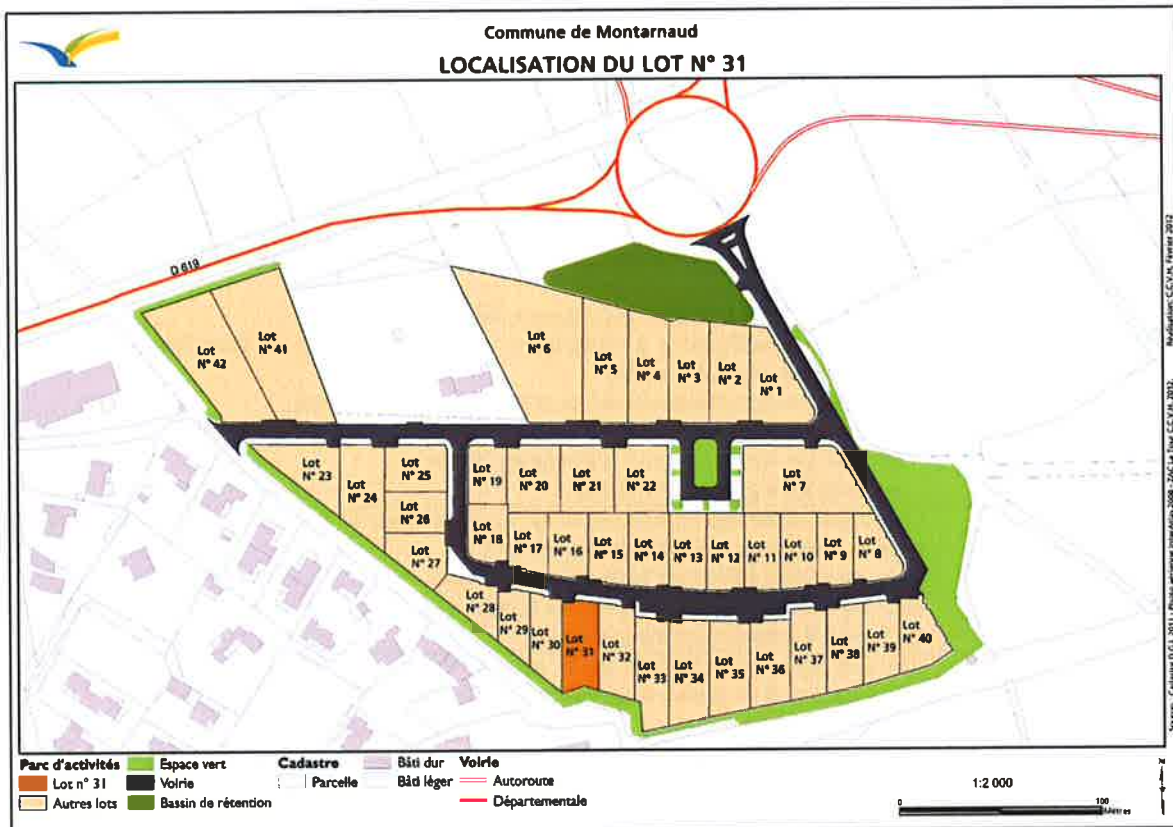 Commune de Montarnaud
LOCALISATION DU LOT N° 31
D 619
Lot
N° 42
Lot
N° 41
Lot
N° 6
Lot
N° 5
Lot
N° 4
Lot
N° 3
Lot
N° 2
Lot
N° 1
Lot
N° 23
Lot
N° 24
Lot
N° 25
Lot
N° 26
Lot
N° 27
Lot
N° 19
Lot
N° 20
Lot
N° 21
Lot
N° 22
Lot
N° 7
Lot
N° 18
Lot
N° 17
Lot
N° 16
Lot
N° 15
Lot
N° 14
Lot
N° 13
Lot
N° 12
Lot
N° 11
Lot
N° 10
Lot
N° 9
Lot
N° 8
Lot
N° 28
Lot
N° 29
Lot
N° 30
Lot
N° 31
Lot
N° 32
Lot
N° 33
Lot
N° 34
Lot
N° 35
Lot
N° 36
Lot
N° 37
Lot
N° 38
Lot
N° 39
Lot
N° 40
Réalisation: C.C.V.H. Février 2012
Parc d'activités
Lot n° 31
Autres lots
Espace vert
Voirie
Bassin de rétention
Cadastre
Parcelle
Bâti dur
Bâti léger
Voirie
Autoroute
Départementale
1:2 000
0 100
Mètres
N